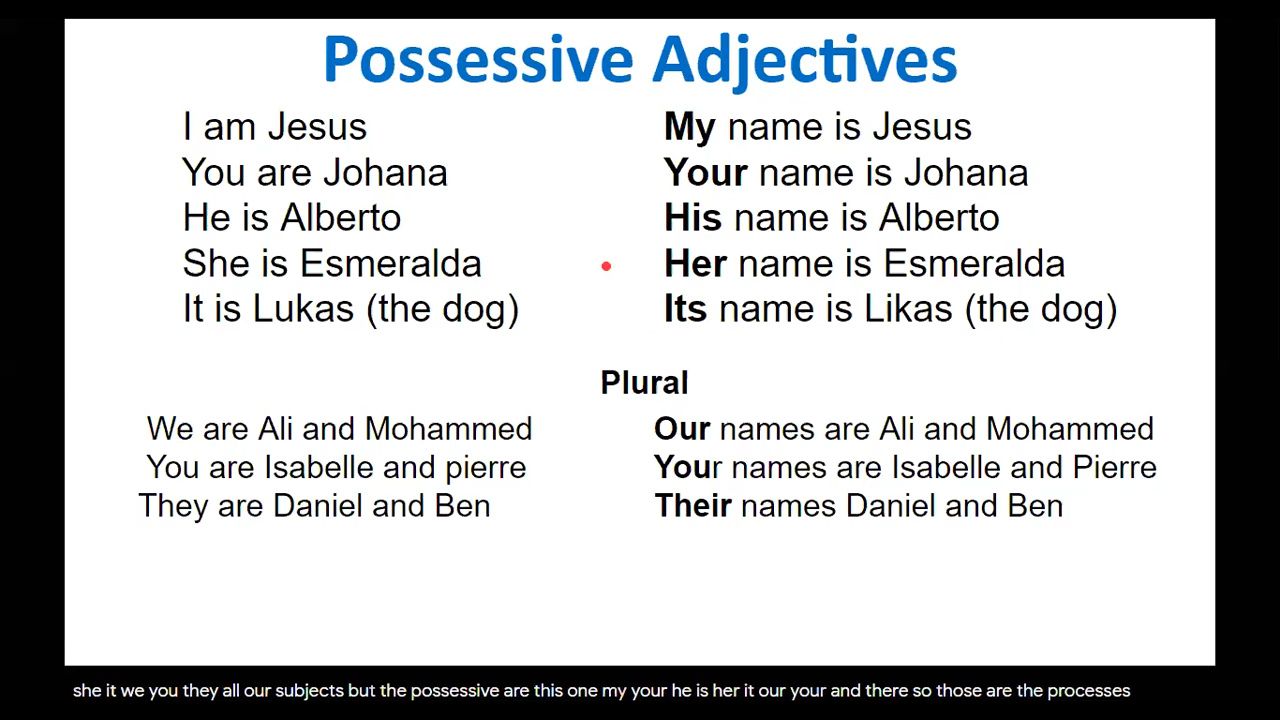 Possessive Adjectives
I am Jesus
You are Johana
He is Alberto
She is Esmeralda
It is Lukas (the dog)
My name is Jesus
Your name is Johana
His name is Alberto
Her name is Esmeralda
Its name is Likas (the dog)
Plural
We are Ali and Mohammed
You are Isabelle and pierre
They are Daniel and Ben
Our names are Ali and Mohammed
Your names are Isabelle and Pierre
Their names Daniel and Ben
she it we you they all our subjects but the possessive are this one my your he is her it our your and there so those are the processes